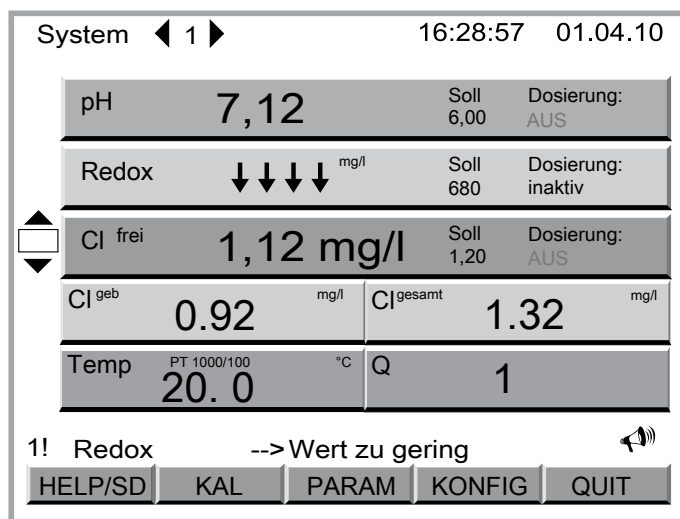 System 1 16:28:57 01.04.10
pH 7,12 Soll 6,00 Dosierung: AUS
Redox ↓↓↓↓ mg/l Soll 680 Dosierung: inaktiv
Cl frei 1,12 mg/l Soll 1,20 Dosierung: AUS
Cl geb 0.92 mg/l Cl gesamt 1.32 mg/l
Temp PT 1000/100 20. 0 °C Q 1
1! Redox --> Wert zu gering
HELP/SD KAL PARAM KONFIG QUIT